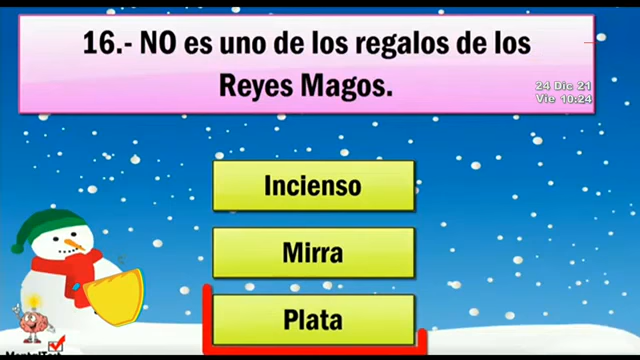 16.- NO es uno de los regalos de los
Reyes Magos.
24 Dic 21
Vie 10:24
Incienso
Mirra
Plata